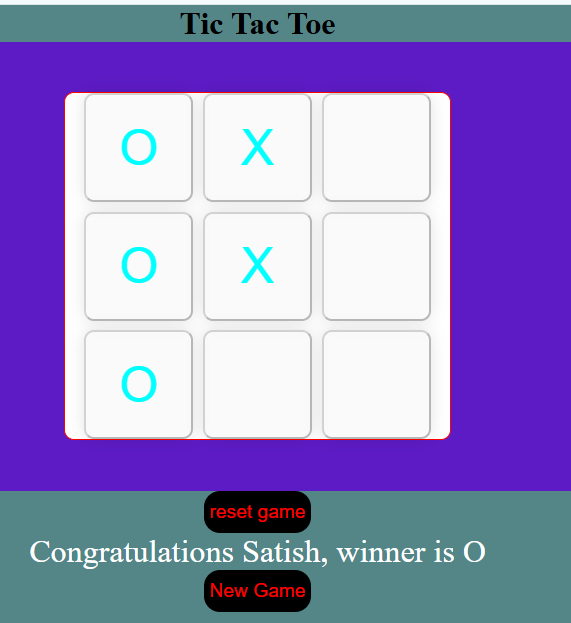 Tic Tac Toe
O X
O X
O
reset game
Congratulations Satish, winner is O
New Game